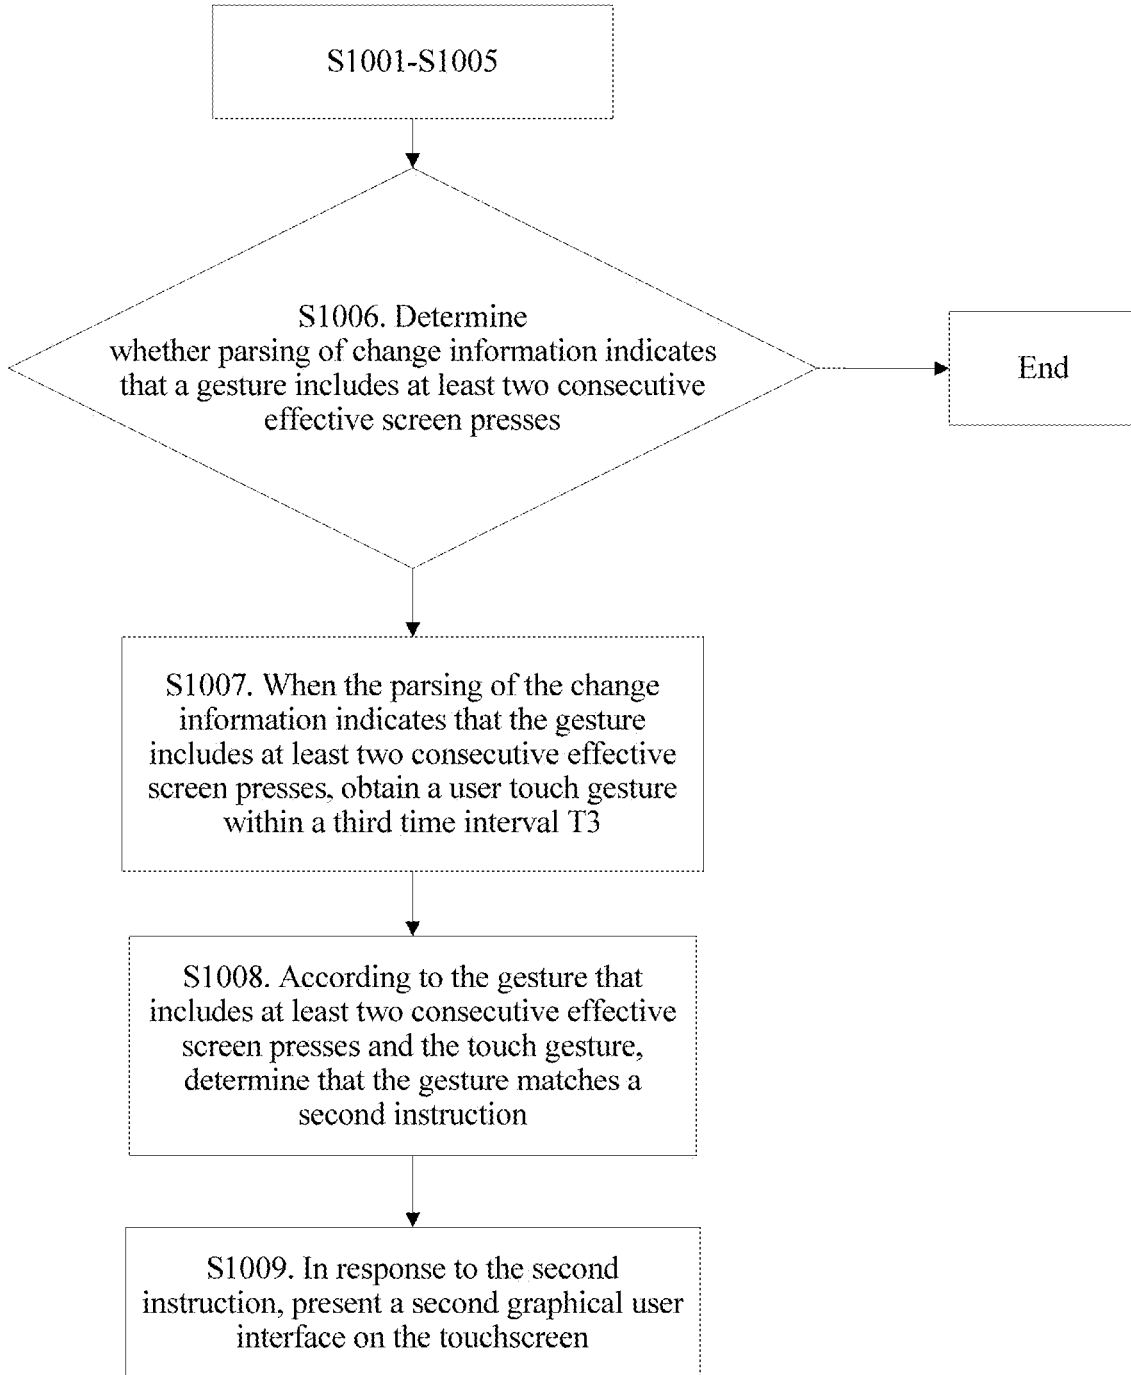 S1001-S1005
S1006. Determine
whether parsing of change information indicates
that a gesture includes at least two consecutive
effective screen presses
End
S1007. When the parsing of the change
information indicates that the gesture
includes at least two consecutive effective
screen presses, obtain a user touch gesture
within a third time interval T3
S1008. According to the gesture that
includes at least two consecutive effective
screen presses and the touch gesture,
determine that the gesture matches a
second instruction
S1009. In response to the second
instruction, present a second graphical user
interface on the touchscreen